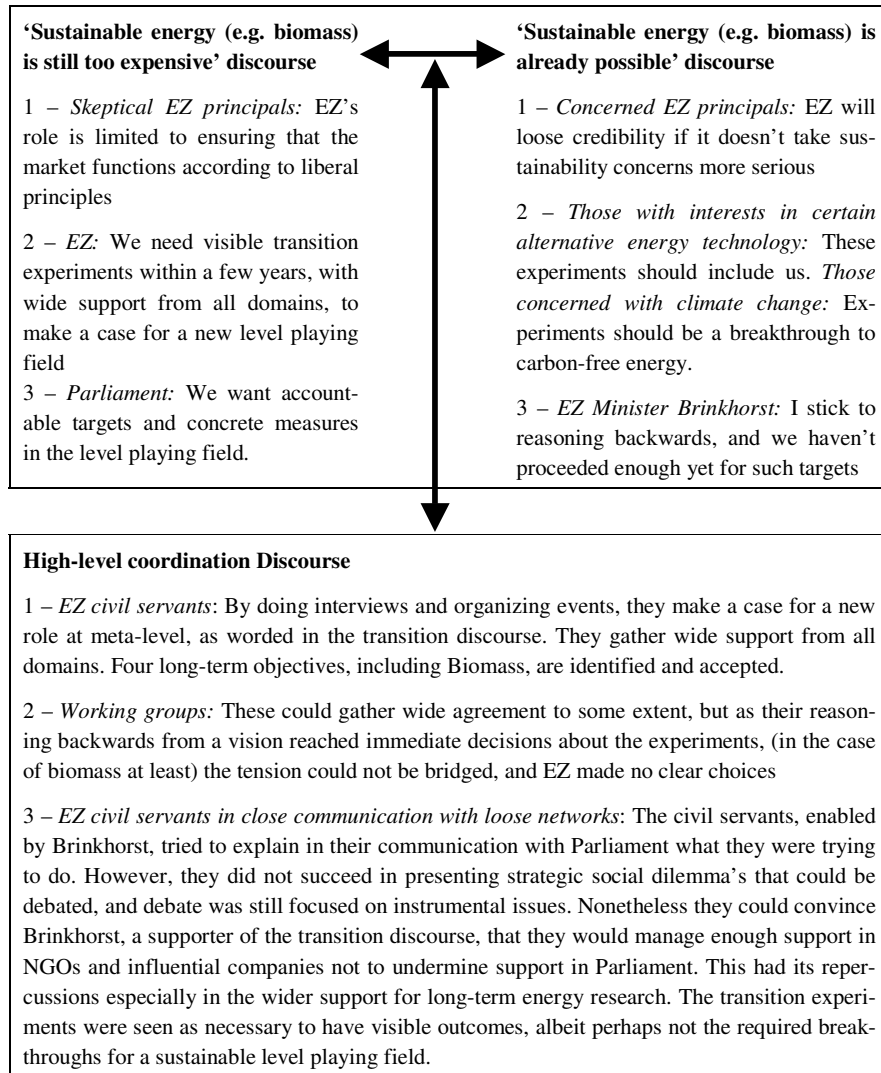 ‘Sustainable energy (e.g. biomass)
is still too expensive’ discourse
1 – Skeptical EZ principals: EZ’s
role is limited to ensuring that the
market functions according to liberal
principles
2 – EZ: We need visible transition
experiments within a few years, with
wide support from all domains, to
make a case for a new level playing
field
3 – Parliament: We want account-
able targets and concrete measures
in the level playing field.
‘Sustainable energy (e.g. biomass) is
already possible’ discourse
1 – Concerned EZ principals: EZ will
loose credibility if it doesn’t take sus-
tainability concerns more serious
2 – Those with interests in certain
alternative energy technology: These
experiments should include us. Those
concerned with climate change: Ex-
periments should be a breakthrough to
carbon-free energy.
3 – EZ Minister Brinkhorst: I stick to
reasoning backwards, and we haven’t
proceeded enough yet for such targets
High-level coordination Discourse
1 – EZ civil servants: By doing interviews and organizing events, they make a case for a new
role at meta-level, as worded in the transition discourse. They gather wide support from all
domains. Four long-term objectives, including Biomass, are identified and accepted.
2 – Working groups: These could gather wide agreement to some extent, but as their reason-
ing backwards from a vision reached immediate decisions about the experiments, (in the case
of biomass at least) the tension could not be bridged, and EZ made no clear choices
3 – EZ civil servants in close communication with loose networks: The civil servants, enabled
by Brinkhorst, tried to explain in their communication with Parliament what they were trying
to do. However, they did not succeed in presenting strategic social dilemma’s that could be
debated, and debate was still focused on instrumental issues. Nonetheless they could convince
Brinkhorst, a supporter of the transition discourse, that they would manage enough support in
NGOs and influential companies not to undermine support in Parliament. This had its reper-
cussions especially in the wider support for long-term energy research. The transition experi-
ments were seen as necessary to have visible outcomes, albeit perhaps not the required break-
throughs for a sustainable level playing field.